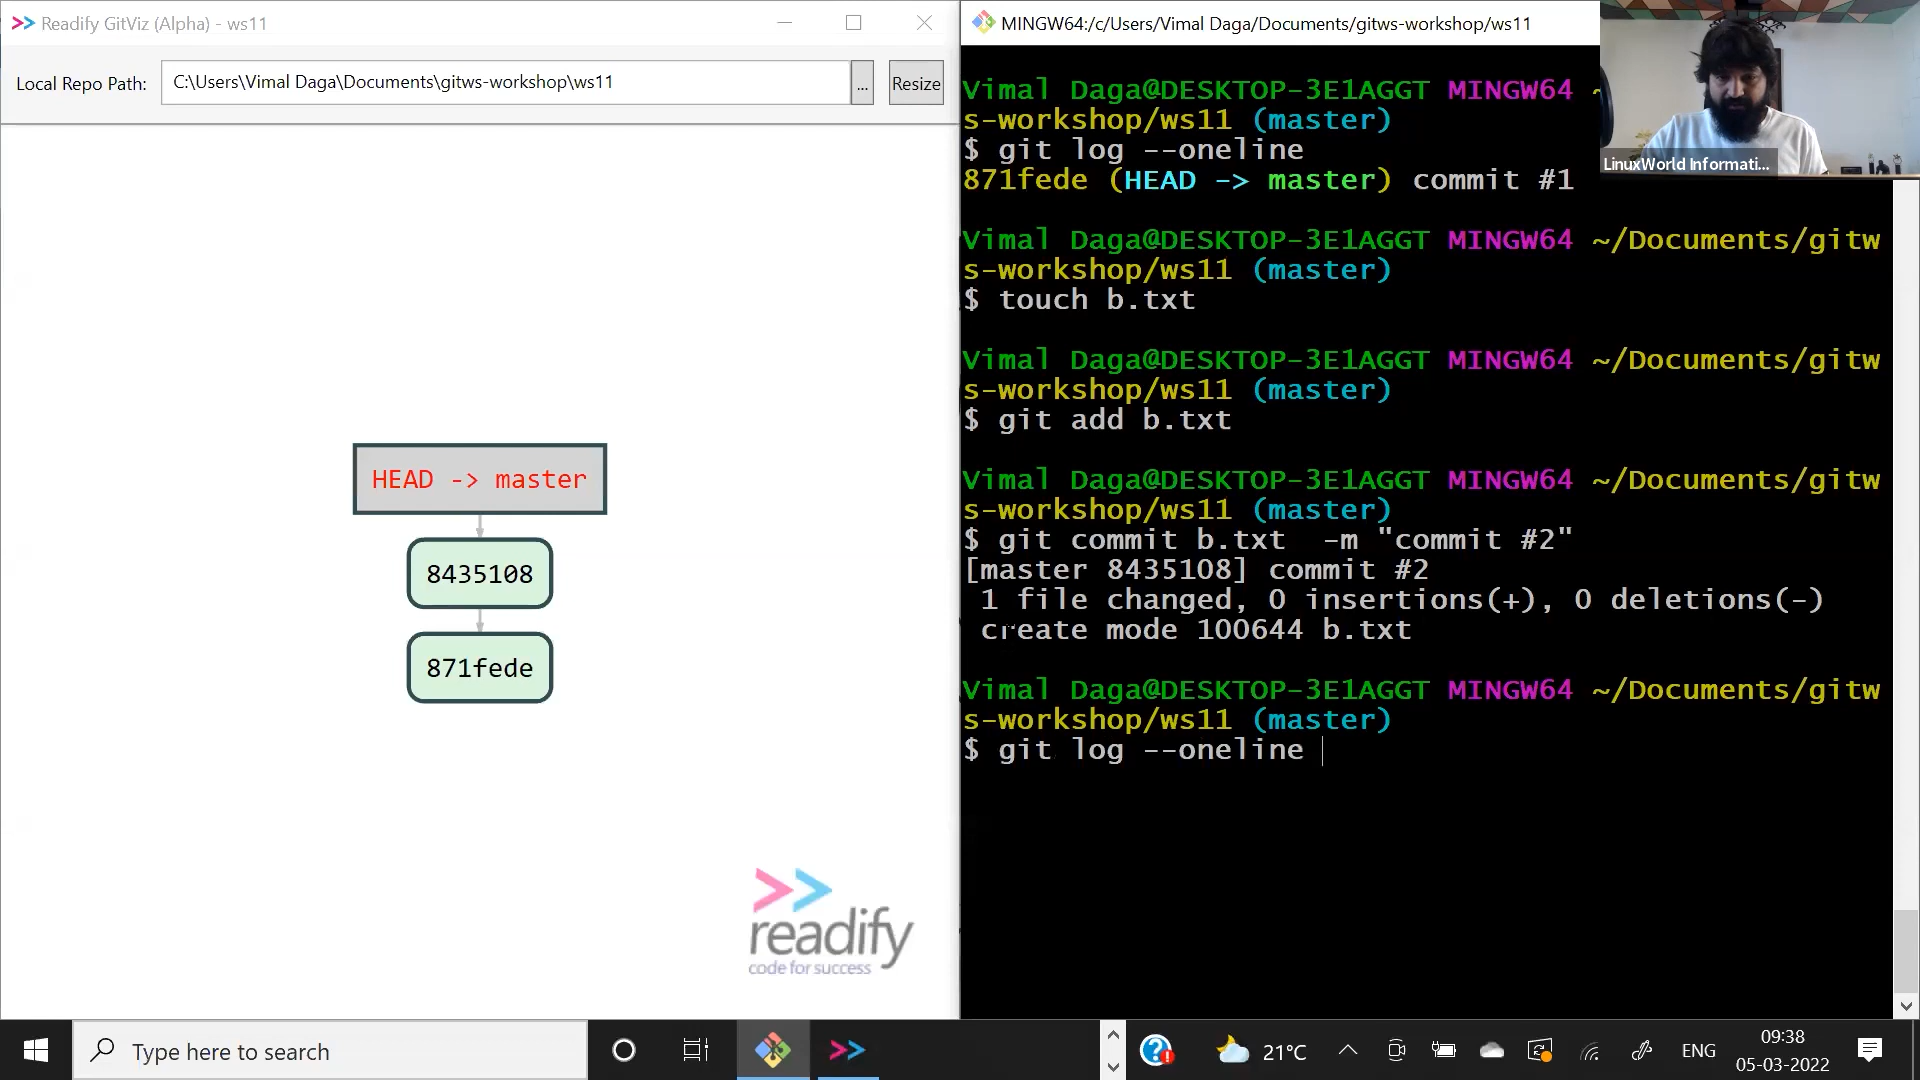 Readify GitViz (Alpha) - ws11
Local Repo Path:
C:\Users\Vimal Daga\Documents\gitws-workshop\ws11
...
Resize
HEAD -> master
8435108
871fede
readify
code for success
MINGW64:/c/Users/Vimal Daga/Documents/gitws-workshop/ws11
Vimal Daga@DESKTOP-3E1AGGT MINGW64 ~
s-workshop/ws11 (master)
$ git log --oneline
871fede (HEAD -> master) commit #1
Vimal Daga@DESKTOP-3E1AGGT MINGW64 ~/Documents/gitw
s-workshop/ws11 (master)
$ touch b.txt
Vimal Daga@DESKTOP-3E1AGGT MINGW64 ~/Documents/gitw
s-workshop/ws11 (master)
$ git add b.txt
Vimal Daga@DESKTOP-3E1AGGT MINGW64 ~/Documents/gitw
s-workshop/ws11 (master)
$ git commit b.txt  -m "commit #2"
[master 8435108] commit #2
 1 file changed, 0 insertions(+), 0 deletions(-)
 create mode 100644 b.txt
Vimal Daga@DESKTOP-3E1AGGT MINGW64 ~/Documents/gitw
s-workshop/ws11 (master)
$ git log --oneline
LinuxWorld Informati...
Type here to search
21°C
ENG
09:38
05-03-2022